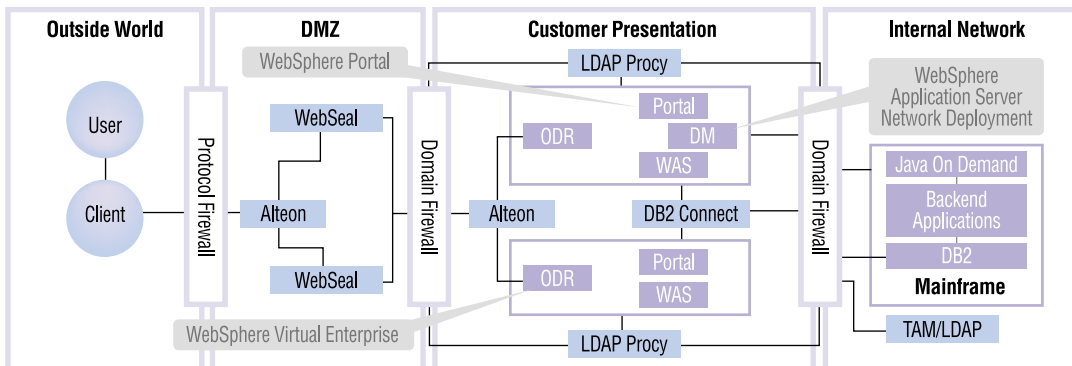 Outside World
DMZ
Customer Presentation
Internal Network
WebSphere Portal
LDAP Procy
WebSphere
Application Server
Network Deployment
User
Client
Protocol Firewall
WebSeal
Alteon
WebSeal
Domain Firewall
Alteon
ODR
Portal
DM
WAS
DB2 Connect
ODR
Portal
WAS
WebSphere Virtual Enterprise
LDAP Procy
Domain Firewall
Java On Demand
Backend
Applications
DB2
Mainframe
TAM/LDAP